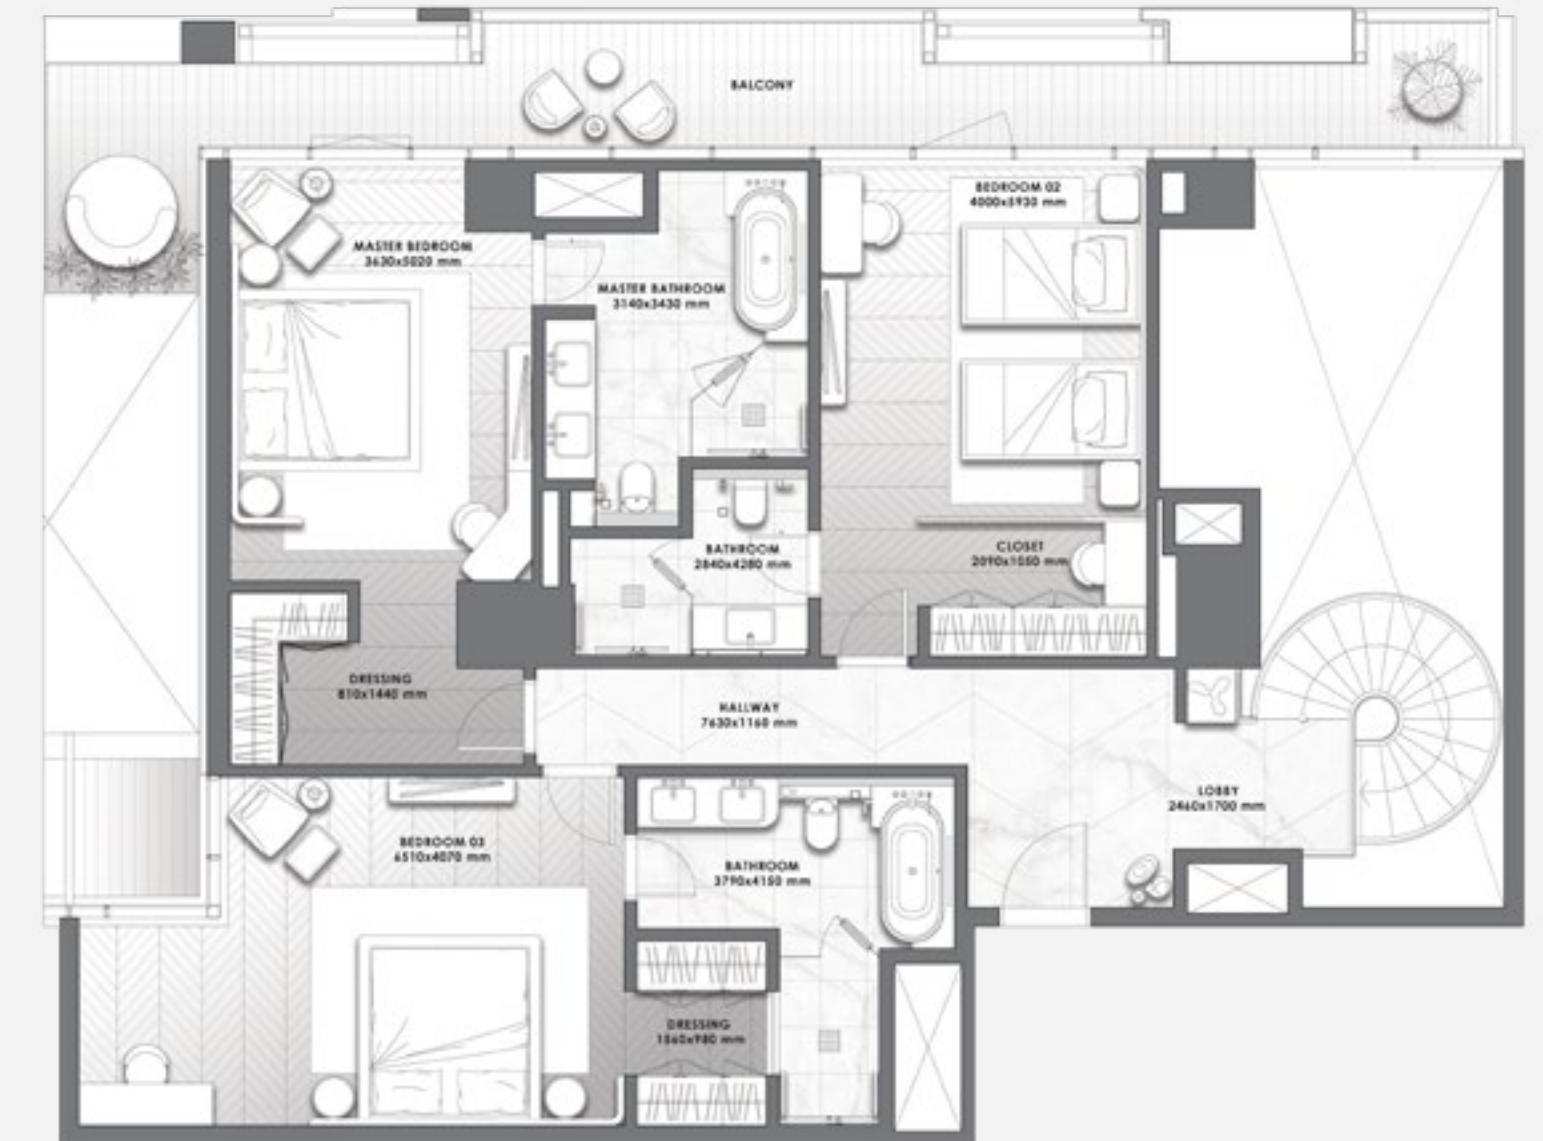 BALCONY
BEDROOM 02
4000x5930 mm
MASTER BEDROOM
3630x5020 mm
MASTER BATHROOM
3140x3430 mm
BATHROOM
2840x4280 mm
CLOSET
2090x1550 mm
DRESSING
810x1440 mm
HALLWAY
7630x1160 mm
LOBBY
2460x1700 mm
BEDROOM 03
6510x4070 mm
BATHROOM
3790x4150 mm
DRESSING
1560x980 mm